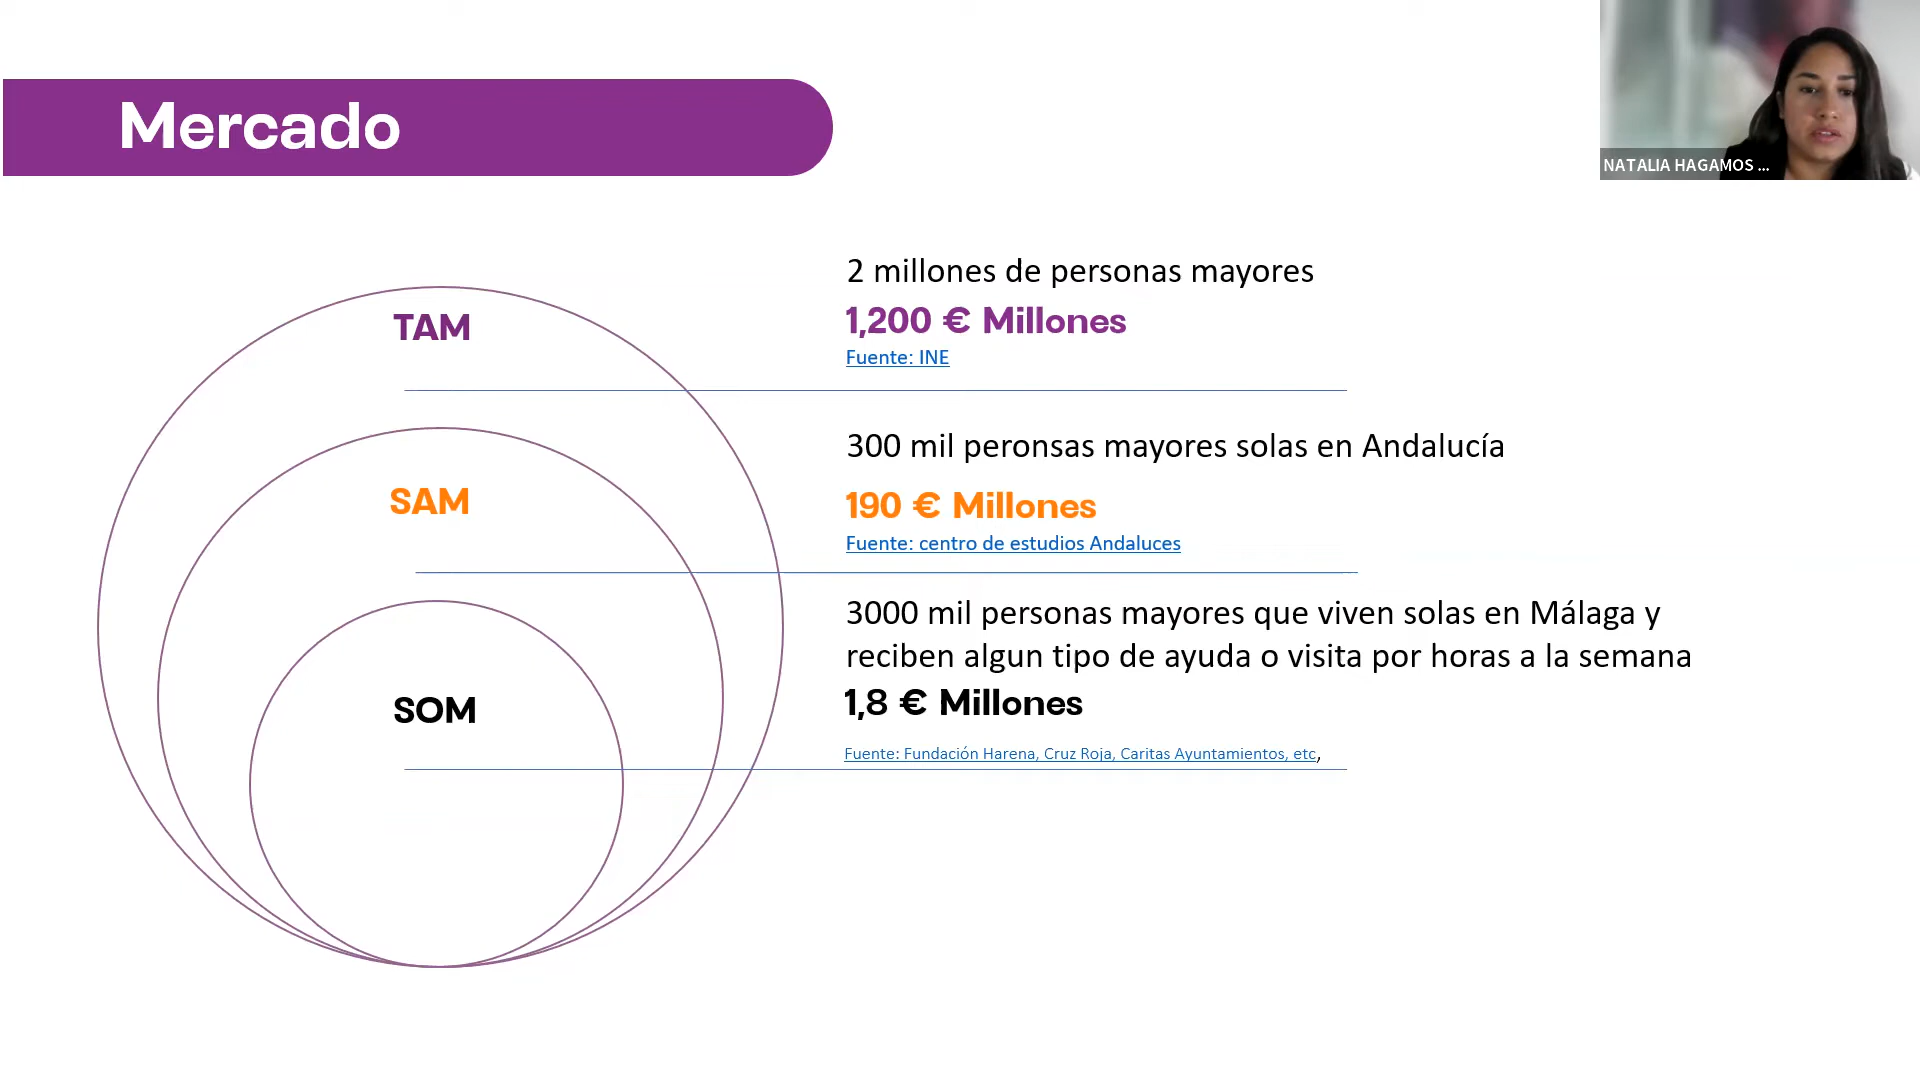 Mercado
NATALIA HAGAMOS ...
TAM
2 millones de personas mayores
1,200 € Millones
Fuente: INE
SAM
300 mil peronsas mayores solas en Andalucía
190 € Millones
Fuente: centro de estudios Andaluces
SOM
3000 mil personas mayores que viven solas en Málaga y
reciben algun tipo de ayuda o visita por horas a la semana
1,8 € Millones
Fuente: Fundación Harena, Cruz Roja, Caritas Ayuntamientos, etc,